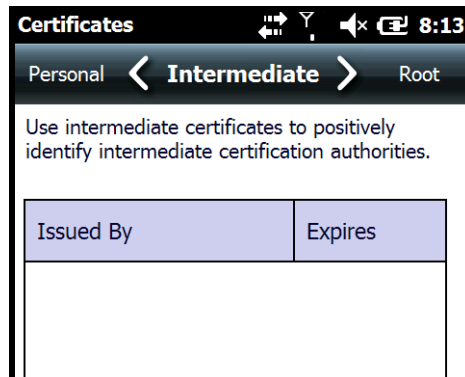 Certificates 8:13
Personal Intermediate Root
Use intermediate certificates to positively
identify intermediate certification authorities.
Issued By Expires